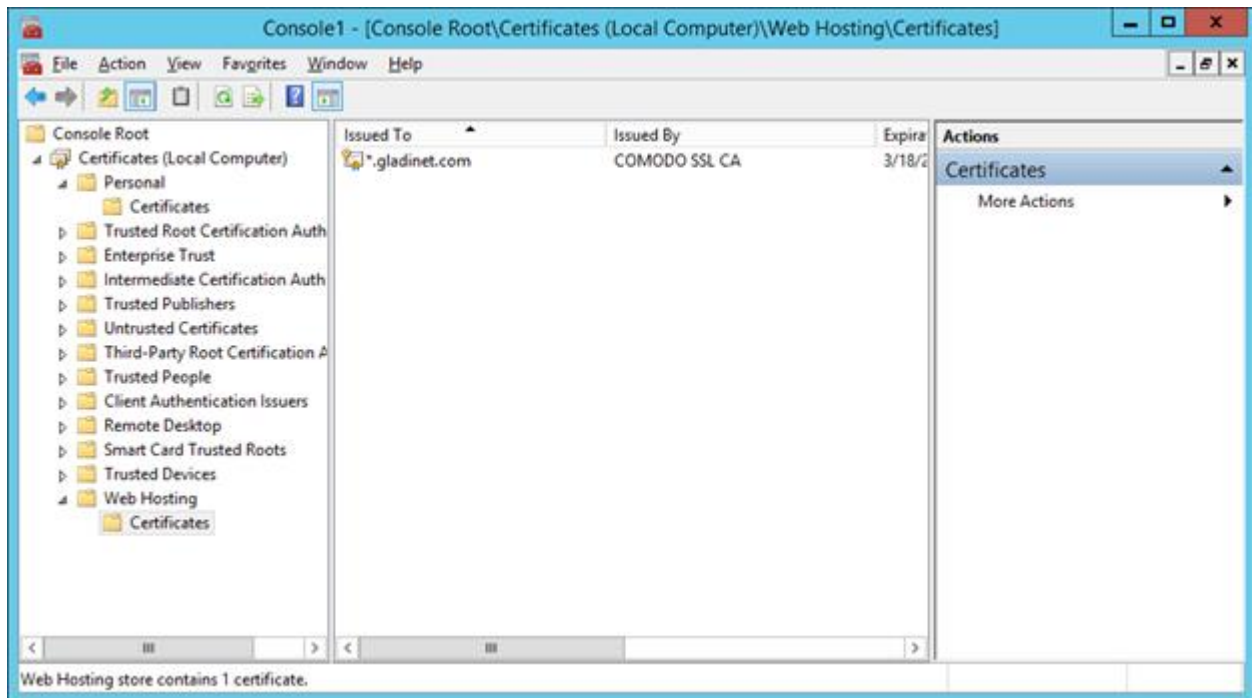 Console1 - [Console Root\Certificates (Local Computer)\Web Hosting\Certificates]
File Action View Favorites Window Help
Console Root
Certificates (Local Computer)
Personal
Certificates
Trusted Root Certification Auth
Enterprise Trust
Intermediate Certification Auth
Trusted Publishers
Untrusted Certificates
Third-Party Root Certification A
Trusted People
Client Authentication Issuers
Remote Desktop
Smart Card Trusted Roots
Trusted Devices
Web Hosting
Certificates
Issued To Issued By Expira
*.gladinet.com COMODO SSL CA 3/18/2
Actions
Certificates
More Actions
Web Hosting store contains 1 certificate.